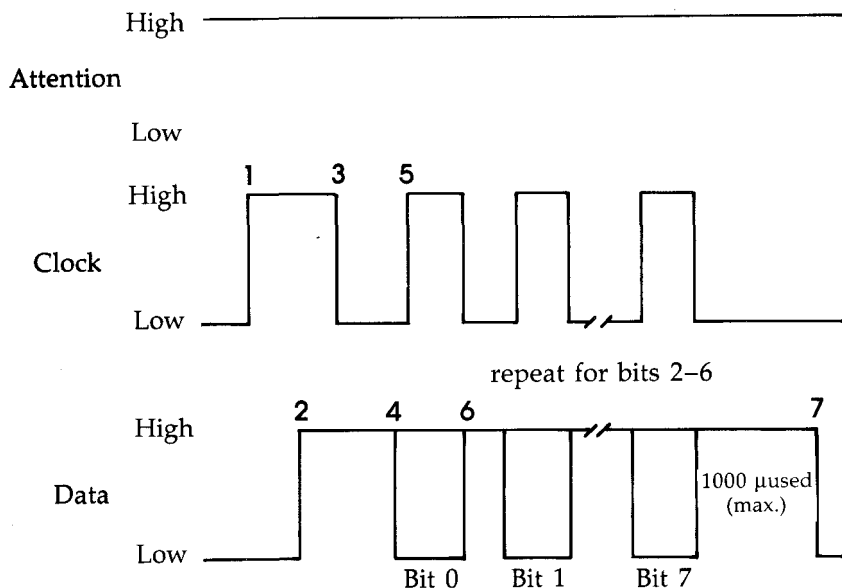 High
Attention
Low
1 3 5
High
Clock
Low
repeat for bits 2–6
2 4 6 7
High
1000 μused
(max.)
Data
Low
Bit 0 Bit 1 Bit 7